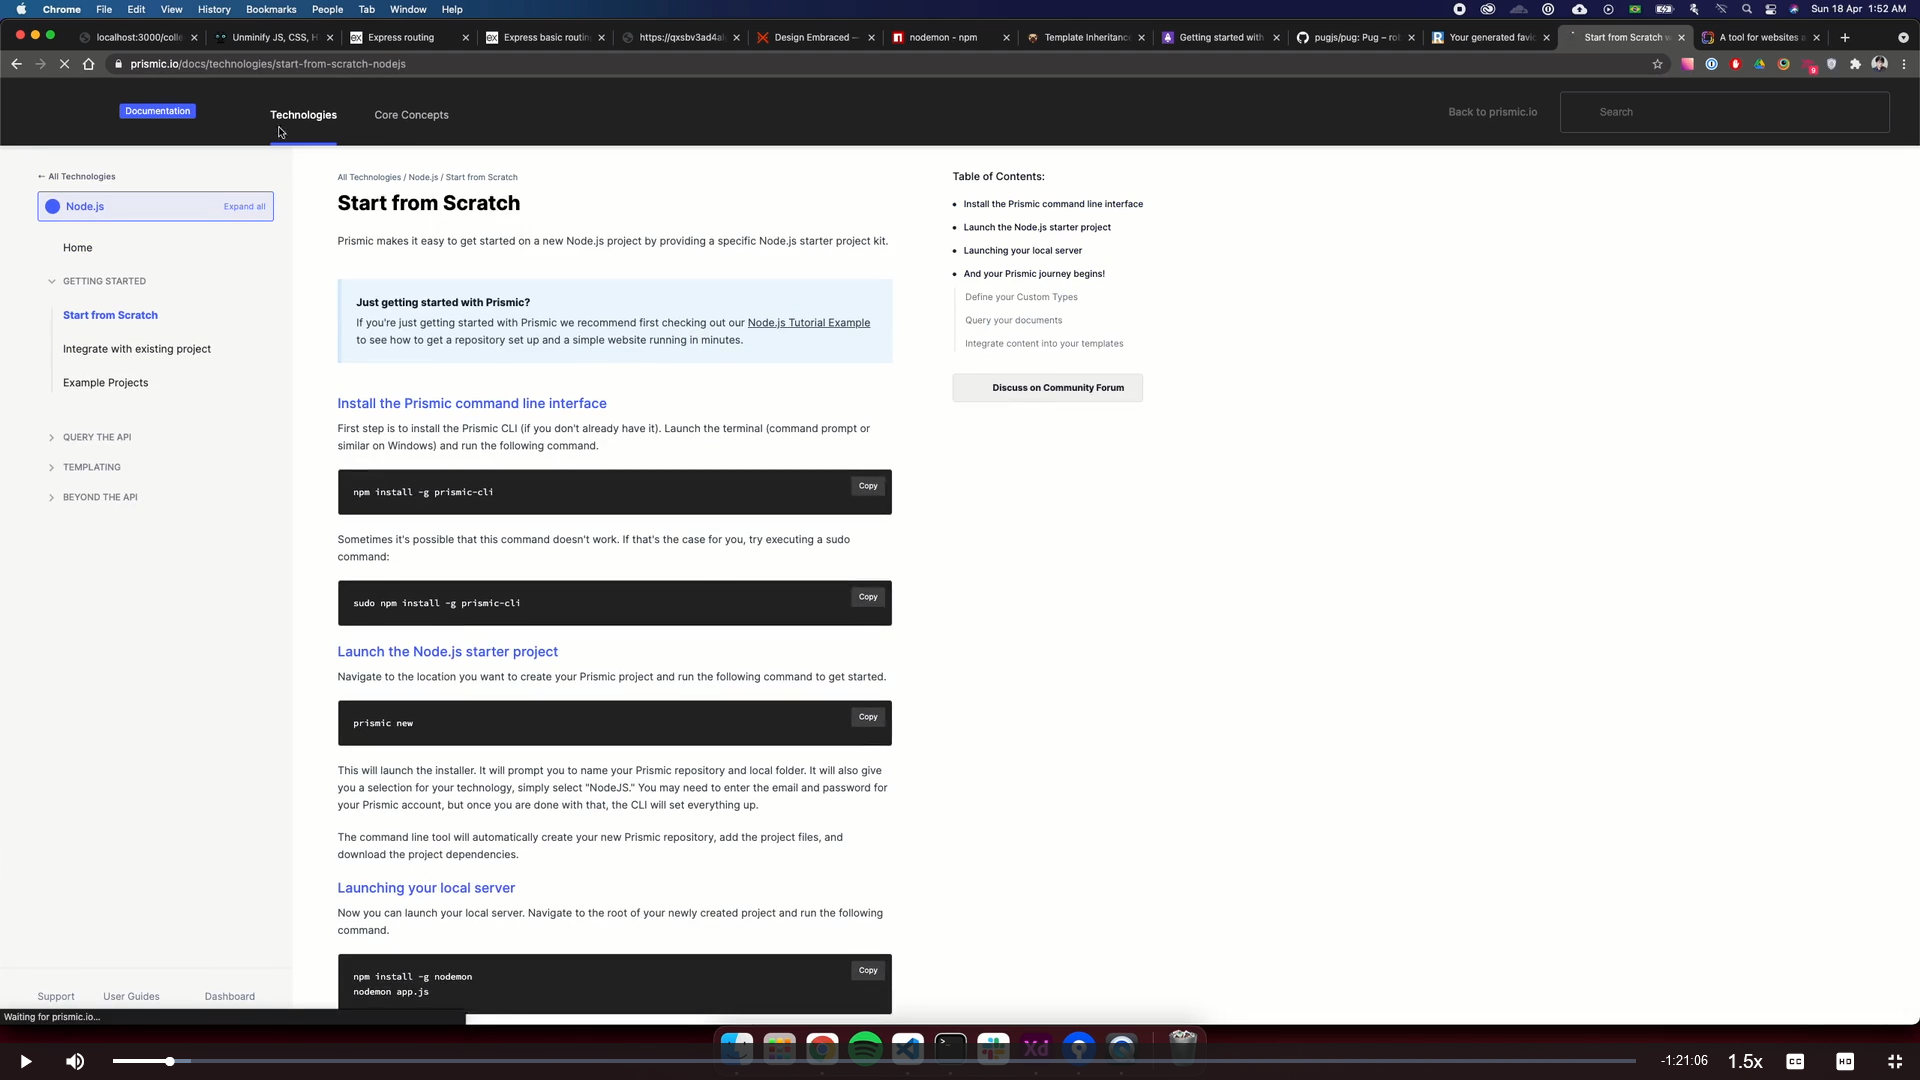 Chrome File Edit View History Bookmarks People Tab Window Help
Sun 18 Apr 1:52 AM
localhost:3000/colle
Unminify JS, CSS, H
Express routing
Express basic routin
https://qxsbv3ad4a
Design Embraced —
nodemon - npm
Template Inheritanc
Getting started with
pugjs/pug: Pug – ro
Your generated favi
Start from Scratch w
A tool for websites a
prismic.io/docs/technologies/start-from-scratch-nodejs
9
Documentation
Technologies
Core Concepts
Back to prismic.io
Search
← All Technologies
Node.js
Expand all
Home
GETTING STARTED
Start from Scratch
Integrate with existing project
Example Projects
QUERY THE API
TEMPLATING
BEYOND THE API
Support
User Guides
Dashboard
Waiting for prismic.io...
All Technologies / Node.js / Start from Scratch
Start from Scratch
Prismic makes it easy to get started on a new Node.js project by providing a specific Node.js starter project kit.
Just getting started with Prismic?
If you're just getting started with Prismic we recommend first checking out our Node.js Tutorial Example
to see how to get a repository set up and a simple website running in minutes.
Install the Prismic command line interface
First step is to install the Prismic CLI (if you don't already have it). Launch the terminal (command prompt or
similar on Windows) and run the following command.
npm install -g prismic-cli
Copy
Sometimes it's possible that this command doesn't work. If that's the case for you, try executing a sudo
command:
sudo npm install -g prismic-cli
Copy
Launch the Node.js starter project
Navigate to the location you want to create your Prismic project and run the following command to get started.
prismic new
Copy
This will launch the installer. It will prompt you to name your Prismic repository and local folder. It will also give
you a selection for your technology, simply select "NodeJS." You may need to enter the email and password for
your Prismic account, but once you are done with that, the CLI will set everything up.
The command line tool will automatically create your new Prismic repository, add the project files, and
download the project dependencies.
Launching your local server
Now you can launch your local server. Navigate to the root of your newly created project and run the following
command.
npm install -g nodemon
nodemon app.js
Copy
Table of Contents:
Install the Prismic command line interface
Launch the Node.js starter project
Launching your local server
And your Prismic journey begins!
Define your Custom Types
Query your documents
Integrate content into your templates
Discuss on Community Forum
Xd
-1:21:06
1.5x
CC
HD